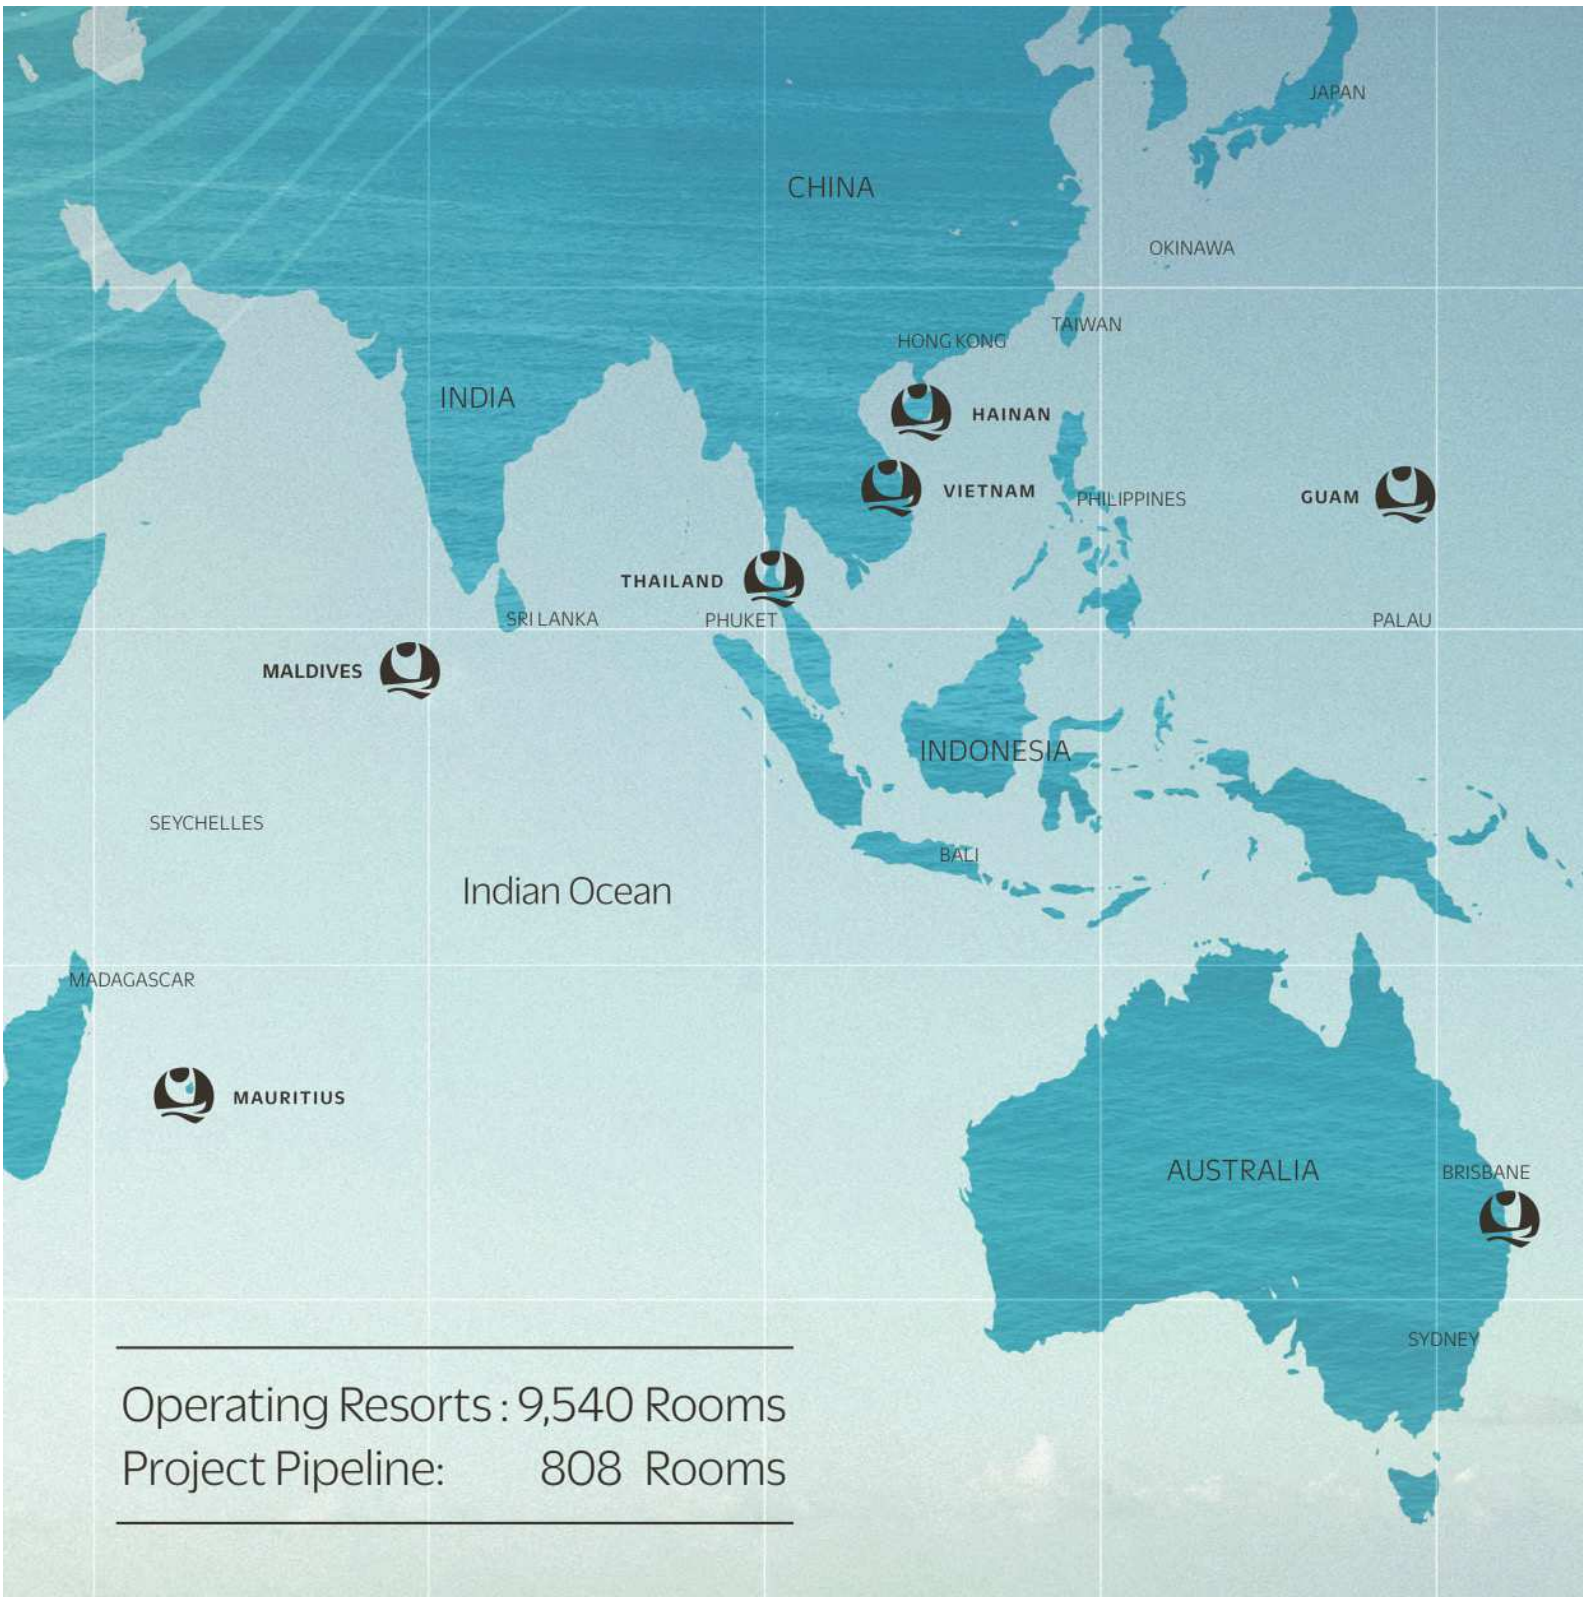 JAPAN
CHINA
OKINAWA
TAIWAN
HONG KONG
INDIA
HAINAN
VIETNAM
PHILIPPINES
GUAM
THAILAND
SRI LANKA
PHUKET
PALAU
MALDIVES
INDONESIA
SEYCHELLES
BALI
Indian Ocean
MADAGASCAR
MAURITIUS
AUSTRALIA
BRISBANE
SYDNEY
Operating Resorts : 9,540 Rooms
Project Pipeline: 808 Rooms